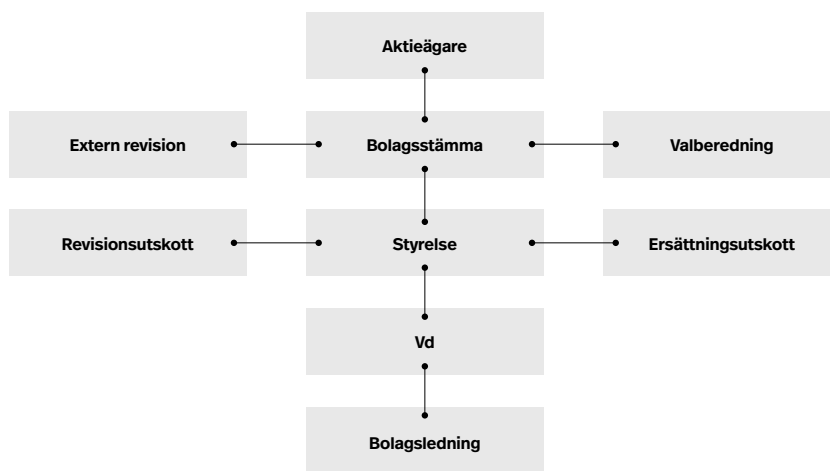 Aktieägare
Extern revision
Bolagsstämma
Valberedning
Revisionsutskott
Styrelse
Ersättningsutskott
Vd
Bolagsledning